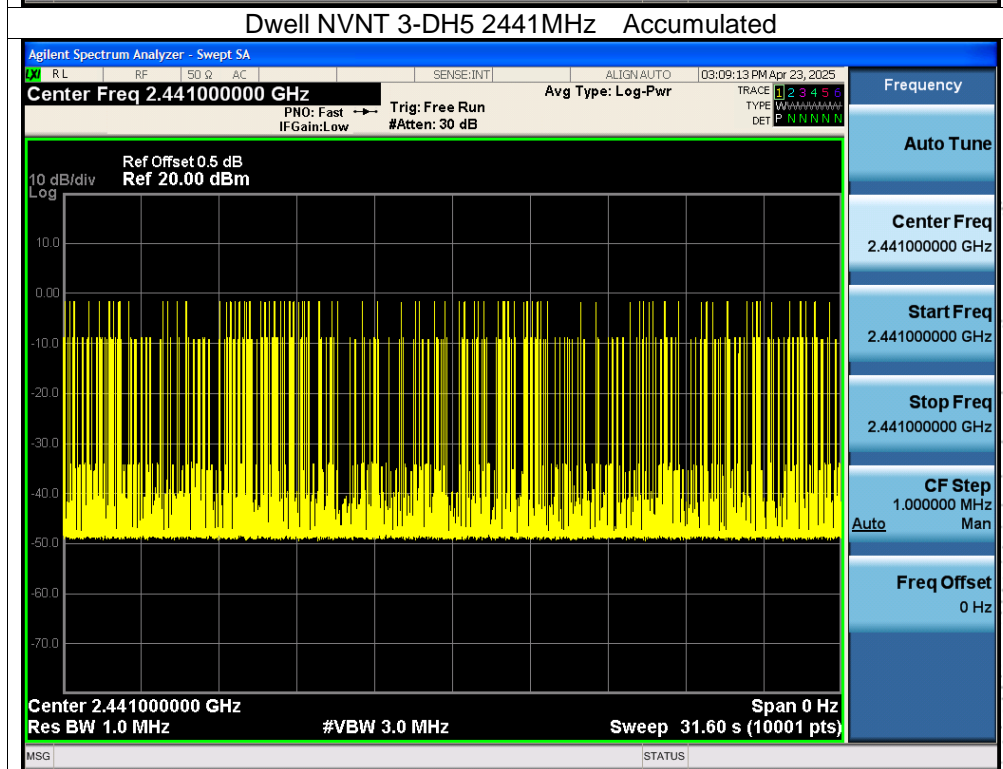 Dwell NVNT 3-DH5 2441MHz Accumulated
Agilent Spectrum Analyzer - Swept SA
LXI RL RF 50 Ω AC SENSE:INT ALIGN AUTO 03:09:13 PM Apr 23, 2025
Center Freq 2.441000000 GHz
PNO: Fast
IFGain:Low
Trig: Free Run
#Atten: 30 dB
Avg Type: Log-Pwr
TRACE 1 2 3 4 5 6
TYPE
DET P N N N N N
Ref Offset 0.5 dB
10 dB/div Ref 20.00 dBm
Log
10.0
0.00
-10.0
-20.0
-30.0
-40.0
-50.0
-60.0
-70.0
Center 2.441000000 GHz Span 0 Hz
Res BW 1.0 MHz #VBW 3.0 MHz Sweep 31.60 s (10001 pts)
MSG STATUS
Frequency
Auto Tune
Center Freq
2.441000000 GHz
Start Freq
2.441000000 GHz
Stop Freq
2.441000000 GHz
CF Step
1.000000 MHz
Auto Man
Freq Offset
0 Hz